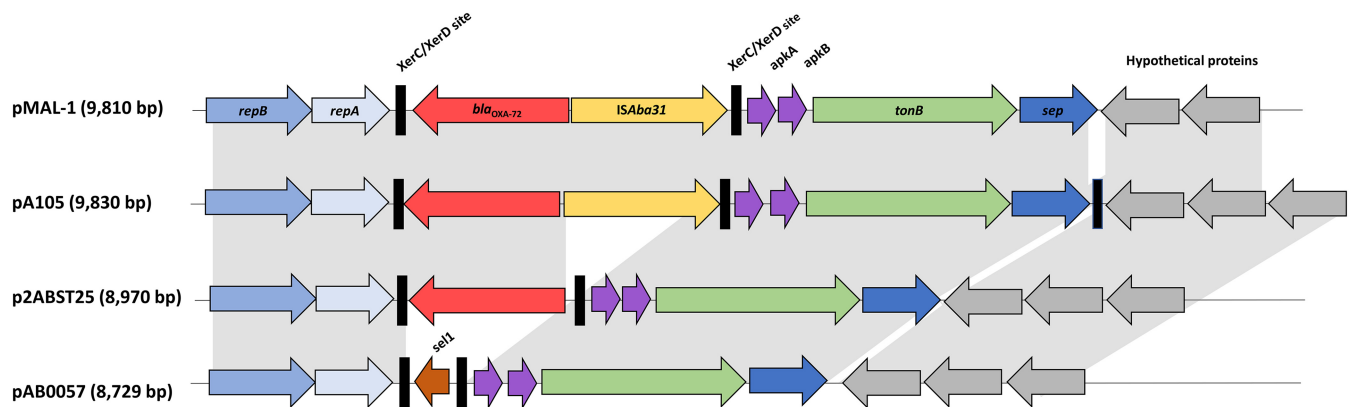 XerC/XerD site
XerC/XerD site
apkA
apkB
Hypothetical proteins
pMAL-1 (9,810 bp)
repB
repA
blaOXA-72
ISAba31
tonB
sep
pA105 (9,830 bp)
p2ABST25 (8,970 bp)
sel1
pAB0057 (8,729 bp)